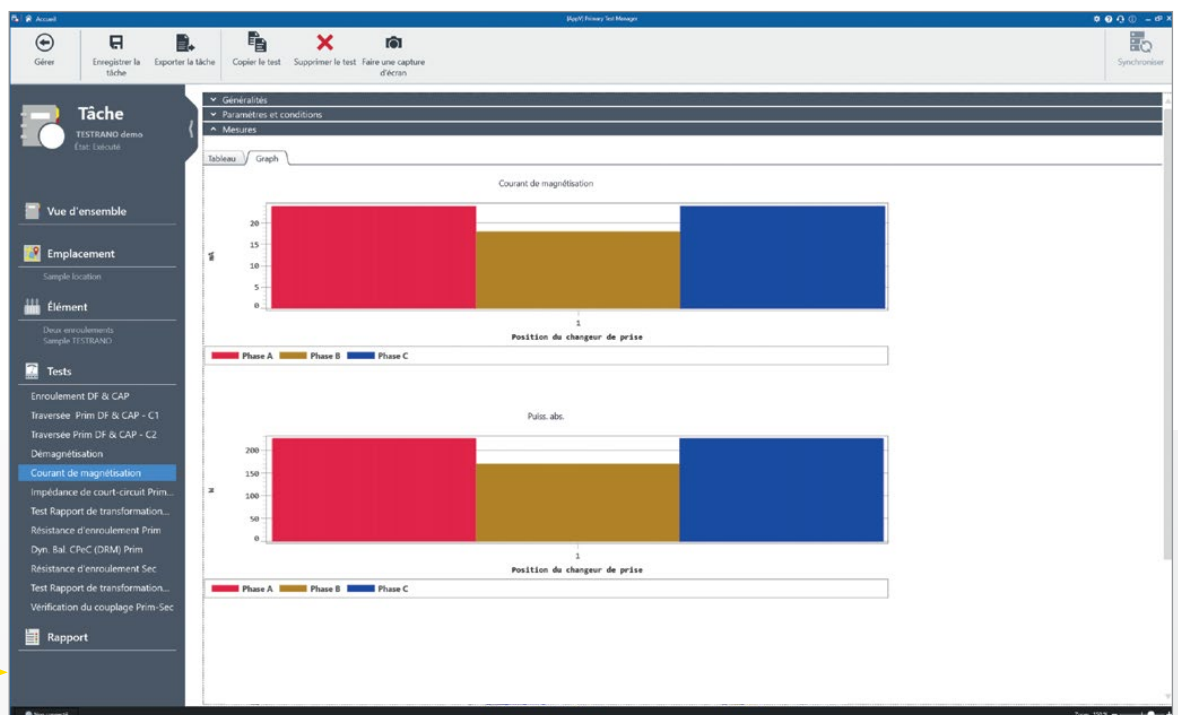 Accueil
[AppV] Primary Test Manager
Gérer
Enregistrer la tâche
Exporter la tâche
Copier le test
Supprimer le test
Faire une capture d'écran
Synchroniser
Tâche
TESTRANO demo
État: Exécuté
Vue d'ensemble
Emplacement
Sample location
Élément
Deux enroulements
Sample TESTRANO
Tests
Enroulement DF & CAP
Traversée Prim DF & CAP - C1
Traversée Prim DF & CAP - C2
Démagnétisation
Courant de magnétisation
Impédance de court-circuit Prim...
Test Rapport de transformation...
Résistance d'enroulement Prim
Dyn. Bal. CPeC (DRM) Prim
Résistance d'enroulement Sec
Test Rapport de transformation...
Vérification du couplage Prim-Sec
Rapport
Généralités
Paramètres et conditions
Mesures
Tableau
Graph
Courant de magnétisation
mA
20
15
10
5
0
1
Position du changeur de prise
Phase A Phase B Phase C
Puiss. abs.
W
200
150
100
50
0
1
Position du changeur de prise
Phase A Phase B Phase C